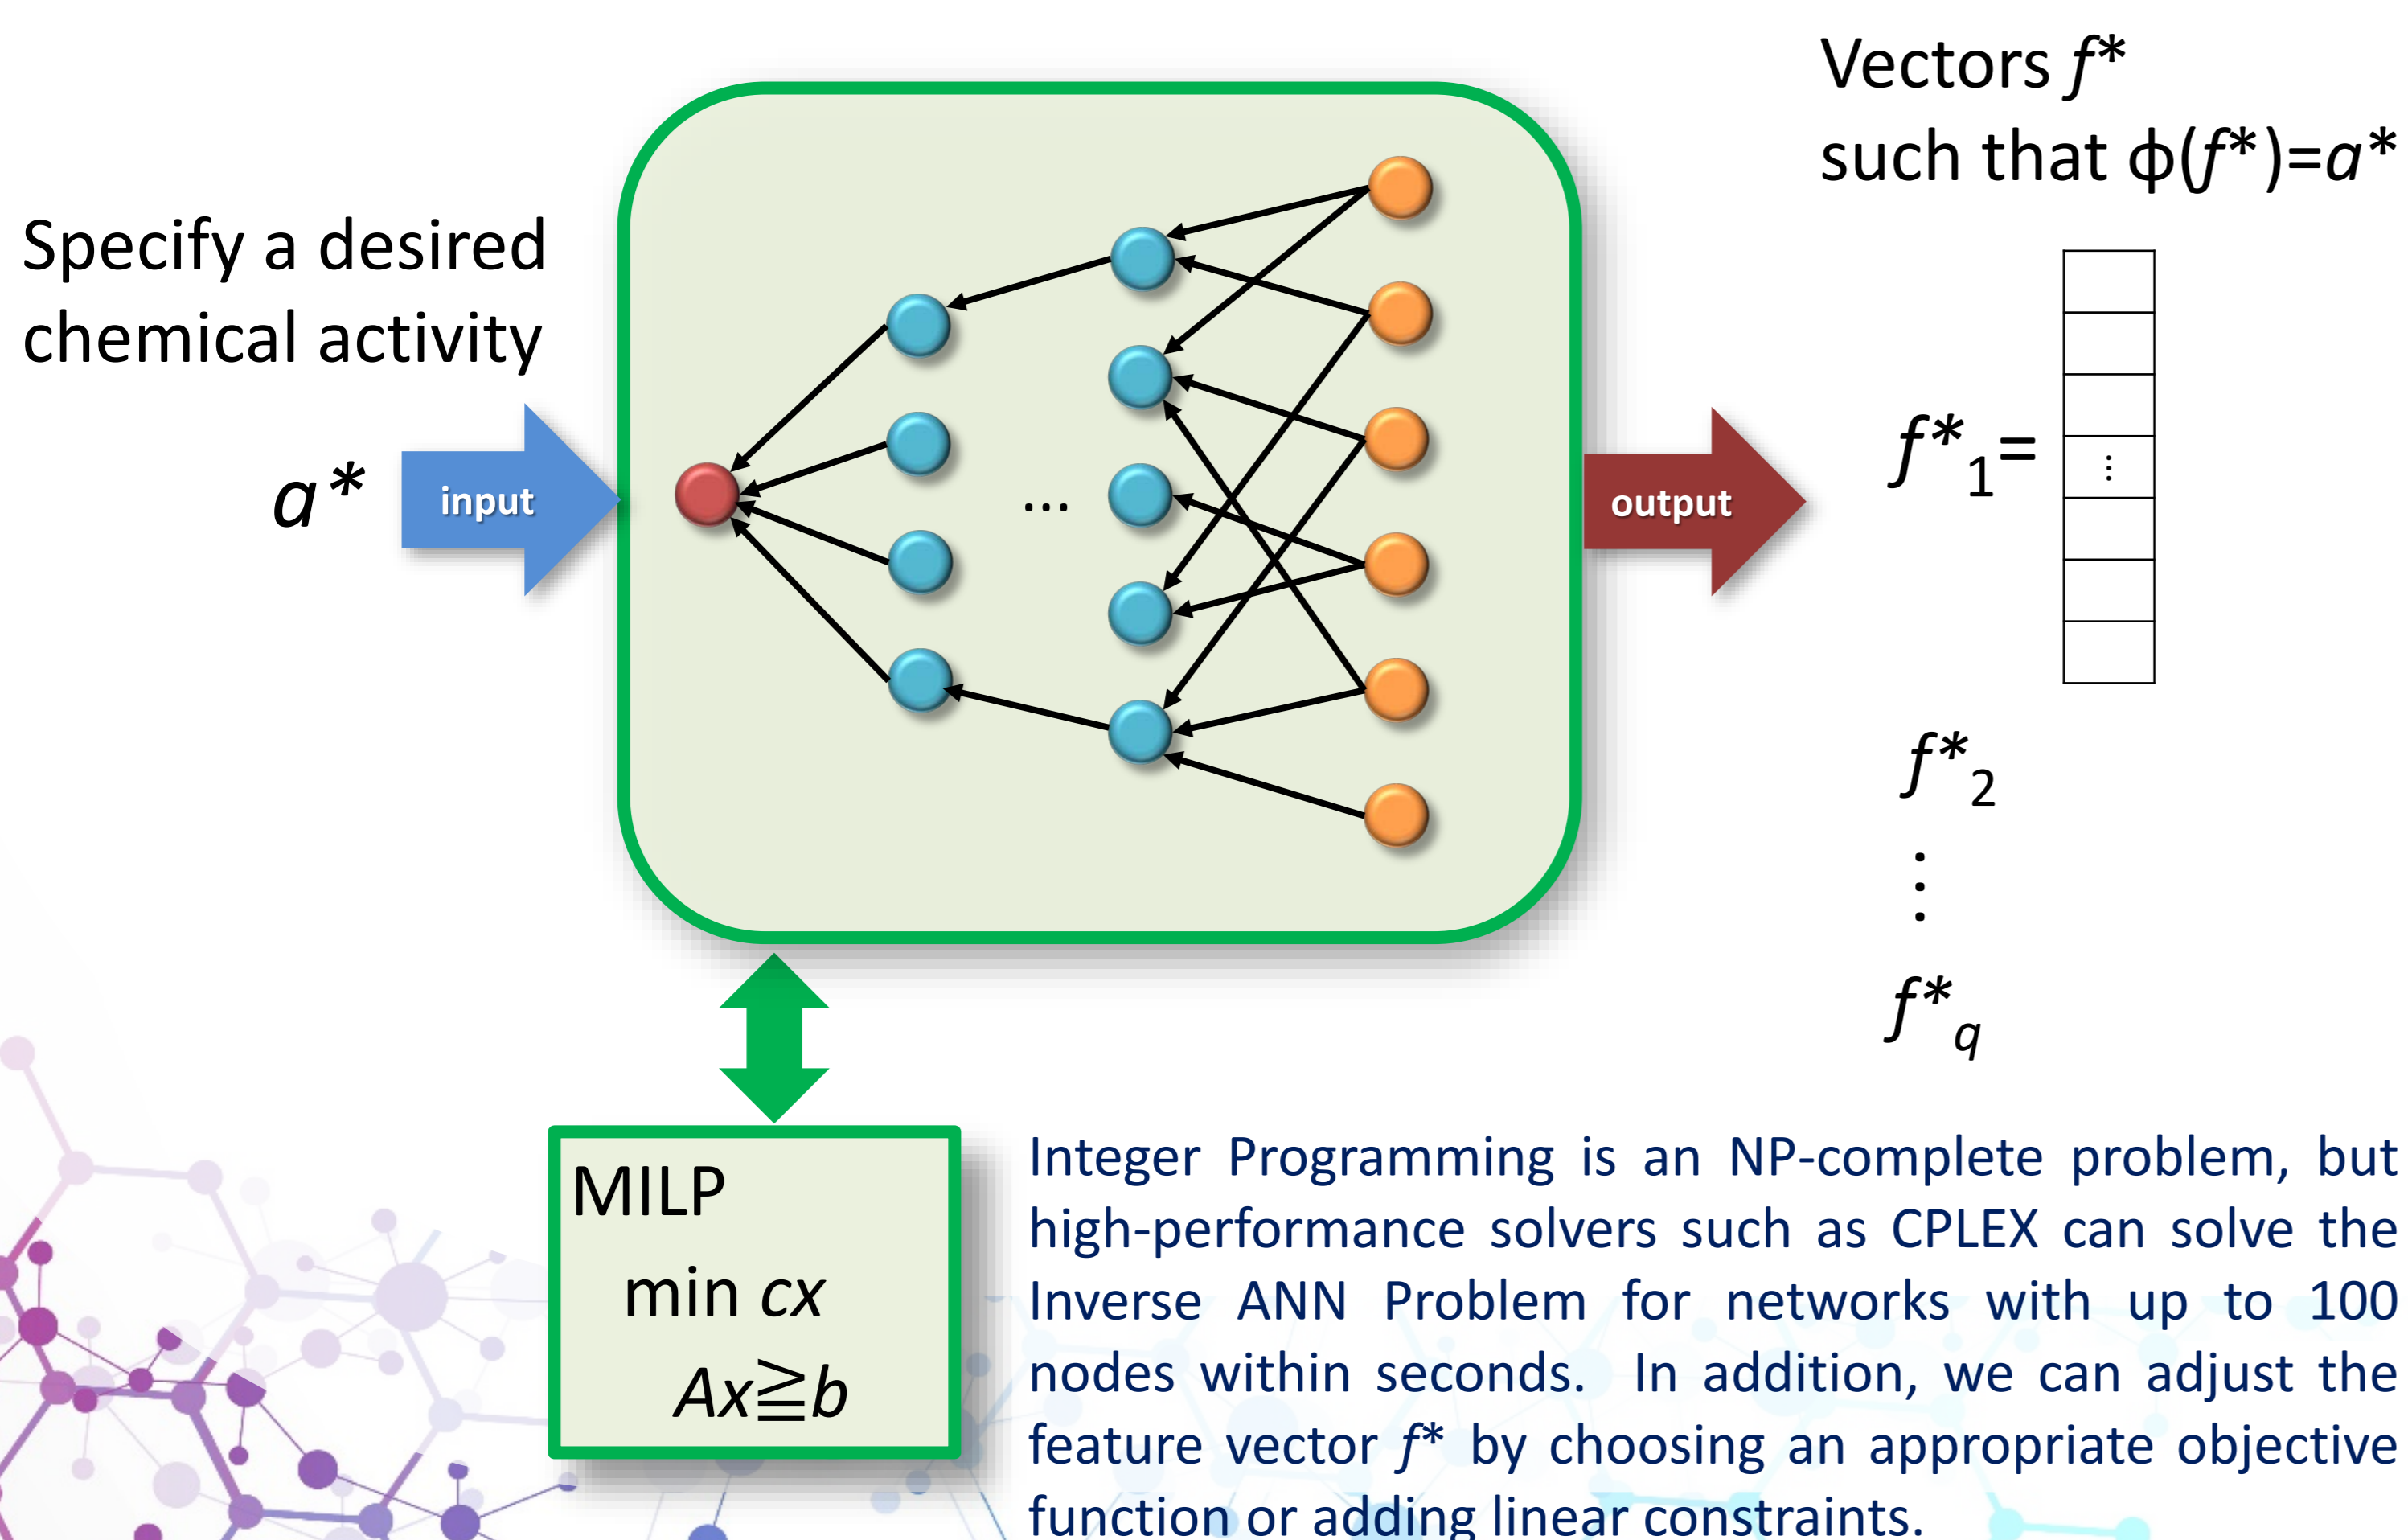 Specify a desired
chemical activity
a*
input
...
output
Vectors f*
such that ϕ(f*)=a*
f*1=
⋮
f*2
⋮
f*q
MILP
min cx
Ax≧b
Integer Programming is an NP-complete problem, but
high-performance solvers such as CPLEX can solve the
Inverse ANN Problem for networks with up to 100
nodes within seconds. In addition, we can adjust the
feature vector f* by choosing an appropriate objective
function or adding linear constraints.